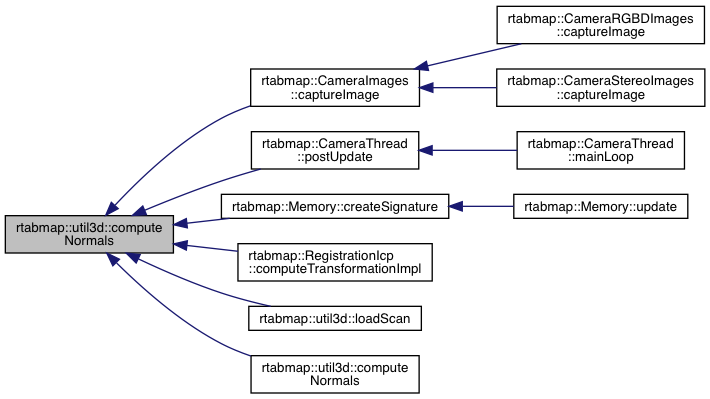 rtabmap::CameraRGBDImages
::captureImage
rtabmap::CameraImages
::captureImage
rtabmap::CameraStereoImages
::captureImage
rtabmap::CameraThread
::postUpdate
rtabmap::CameraThread
::mainLoop
rtabmap::Memory::createSignature
rtabmap::Memory::update
rtabmap::util3d::compute
Normals
rtabmap::RegistrationIcp
::computeTransformationImpl
rtabmap::util3d::loadScan
rtabmap::util3d::compute
Normals